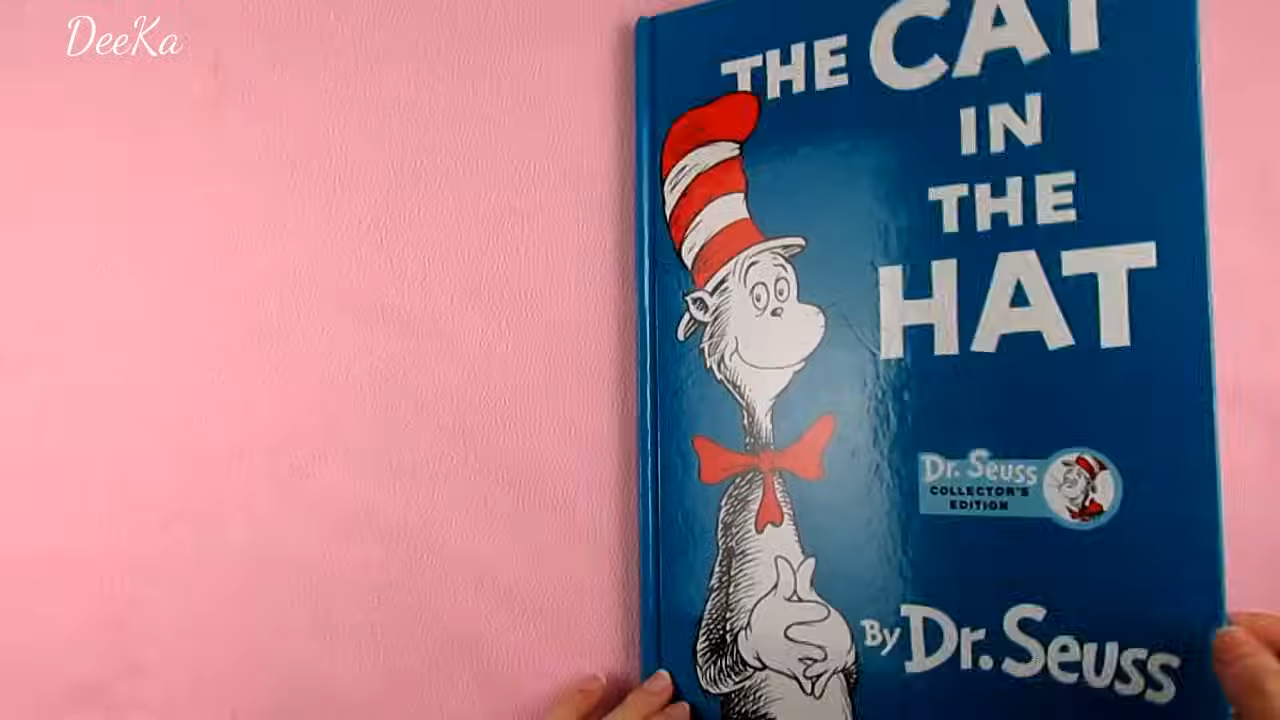 DeeKa
THE CAT
IN
THE
HAT
Dr. Seuss
COLLECTOR'S
EDITION
By Dr. Seuss